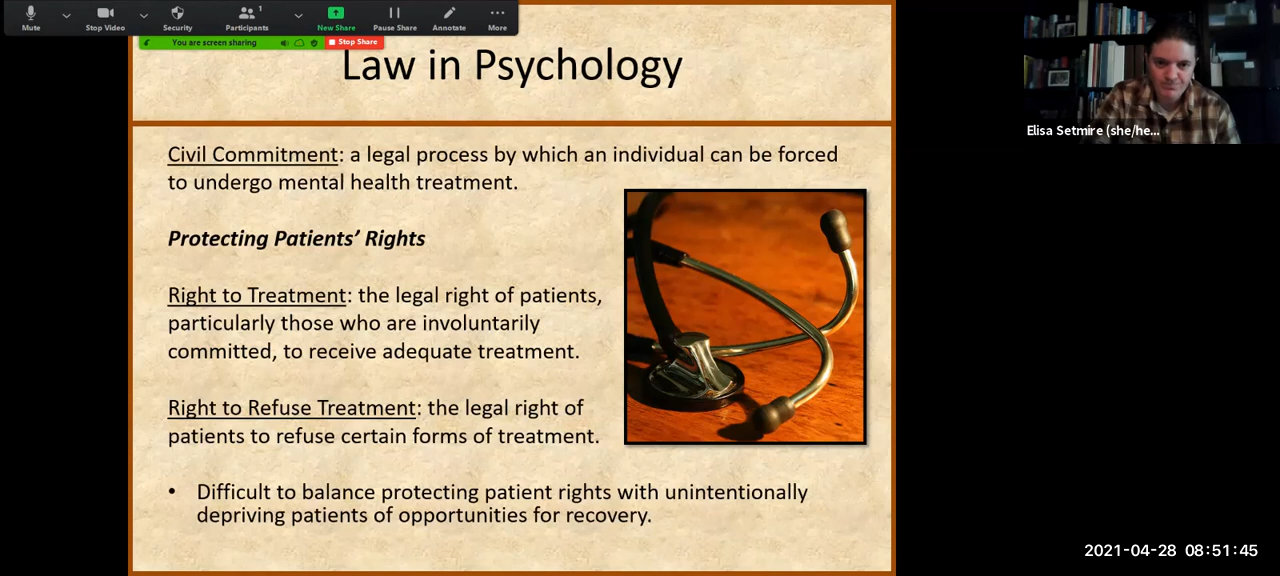 Mute
Stop Video
Security
Participants
1
New Share
Pause Share
Annotate
More
You are screen sharing
Stop Share
Law in Psychology
Civil Commitment: a legal process by which an individual can be forced
to undergo mental health treatment.
Protecting Patients’ Rights
Right to Treatment: the legal right of patients,
particularly those who are involuntarily
committed, to receive adequate treatment.
Right to Refuse Treatment: the legal right of
patients to refuse certain forms of treatment.
• Difficult to balance protecting patient rights with unintentionally
depriving patients of opportunities for recovery.
Elisa Setmire (she/he...
2021-04-28 08:51:45